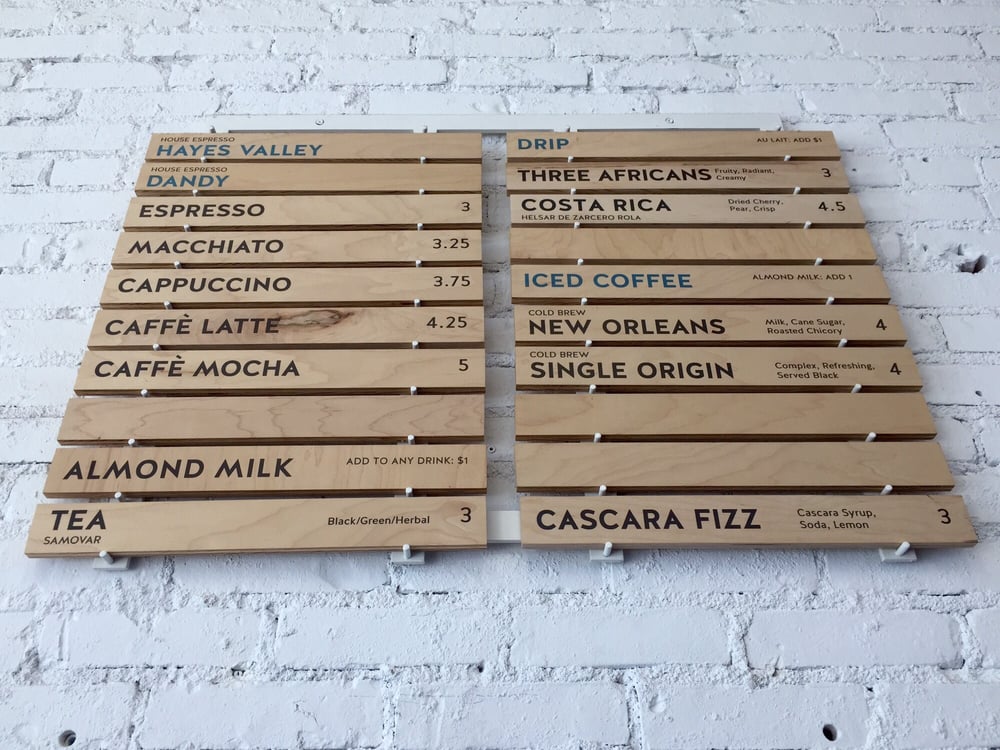 HOUSE ESPRESSO
HAYES VALLEY
HOUSE ESPRESSO
DANDY
ESPRESSO 3
MACCHIATO 3.25
CAPPUCCINO 3.75
CAFFÈ LATTE 4.25
CAFFÈ MOCHA 5
ALMOND MILK ADD TO ANY DRINK: $1
TEA Black/Green/Herbal 3
SAMOVAR
DRIP AU LAIT: ADD $1
THREE AFRICANS Fruity, Radiant, 3
Creamy
COSTA RICA Dried Cherry, 4.5
Pear, Crisp
HELSAR DE ZARCERO ROLA
ICED COFFEE ALMOND MILK: ADD 1
COLD BREW
NEW ORLEANS Milk, Cane Sugar, 4
Roasted Chicory
COLD BREW
SINGLE ORIGIN Complex, Refreshing, 4
Served Black
CASCARA FIZZ Cascara Syrup, 3
Soda, Lemon